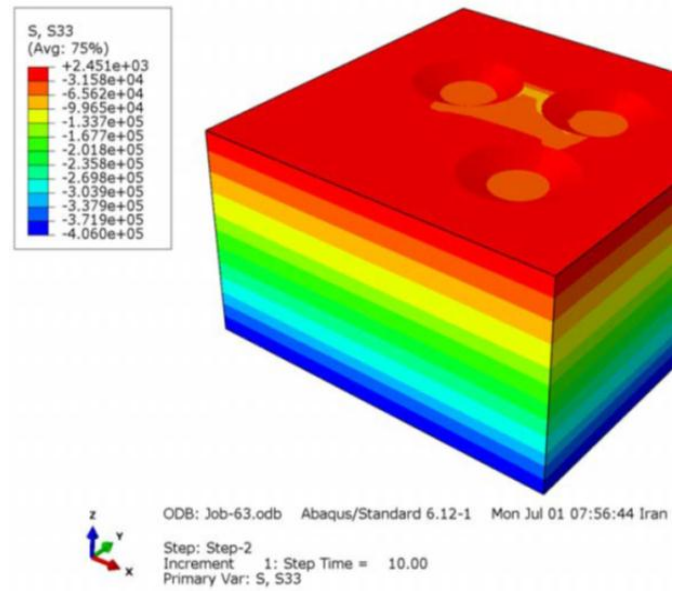 S, S33
(Avg: 75%)
+2.451e+03
-3.158e+04
-6.562e+04
-9.965e+04
-1.337e+05
-1.677e+05
-2.018e+05
-2.358e+05
-2.698e+05
-3.039e+05
-3.379e+05
-3.719e+05
-4.060e+05
Z
Y
X
ODB: Job-63.odb Abaqus/Standard 6.12-1 Mon Jul 01 07:56:44 Iran
Step: Step-2
Increment 1: Step Time = 10.00
Primary Var: S, S33